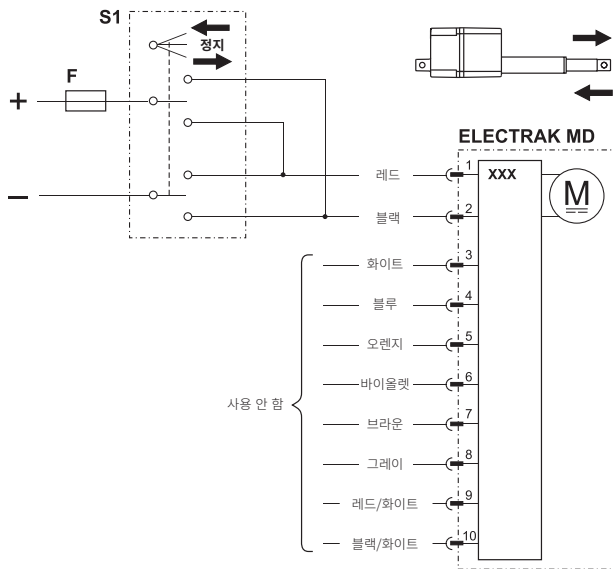 S1
정지
F
+
−
ELECTRAK MD
레드
1
XXX
M
블랙
2
화이트
3
블루
4
오렌지
5
바이올렛
6
사용 안 함
브라운
7
그레이
8
레드/화이트
9
블랙/화이트
10